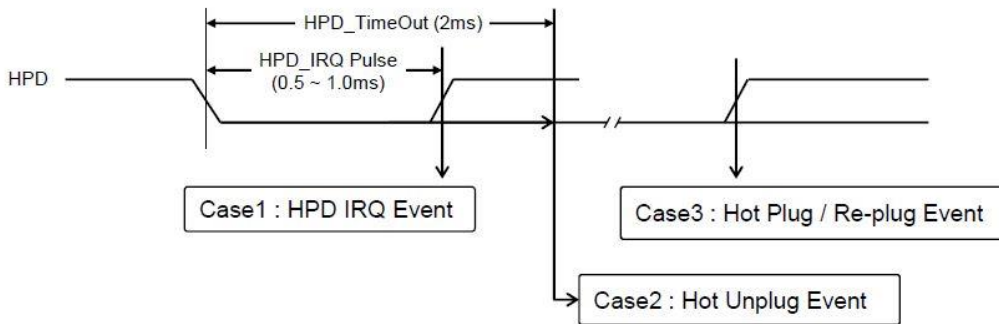 HPD_TimeOut (2ms)
HPD_IRQ Pulse
(0.5 ~ 1.0ms)
HPD
Case1 : HPD IRQ Event
Case3 : Hot Plug / Re-plug Event
Case2 : Hot Unplug Event